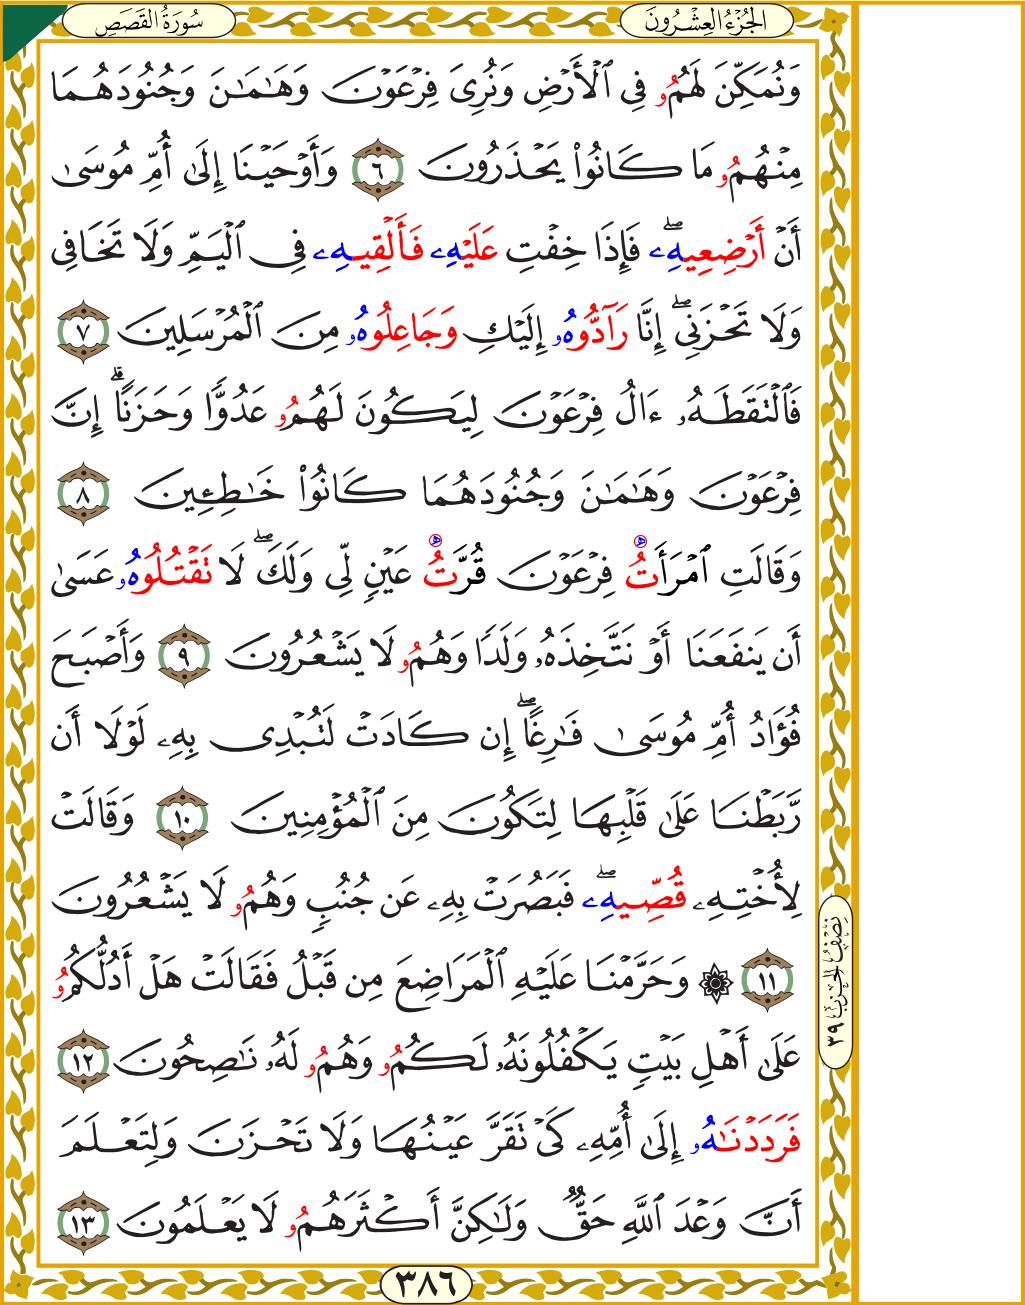 سُورَةُ القَصَصِ
الجُزْءُ العِشْرُونَ
وَنُمَكِّنَ لَهُمُۥ فِي ٱلْأَرْضِ وَنُرِيَ فِرْعَوْنَ وَهَٰمَٰنَ وَجُنُودَهُمَا
مِنْهُمُۥ مَا كَانُوا۟ يَحْذَرُونَ ٦ وَأَوْحَيْنَا إِلَىٰ أُمِّ مُوسَىٰ
أَنْ أَرْضِعِيهِۦ ۖ فَإِذَا خِفْتِ عَلَيْهِۦ فَأَلْقِيهِۦ فِي ٱلْيَمِّ وَلَا تَخَافِي
وَلَا تَحْزَنِي ۖ إِنَّا رَآدُّوهُۥ إِلَيْكِ وَجَاعِلُوهُۥ مِنَ ٱلْمُرْسَلِينَ ٧
فَٱلْتَقَطَهُۥ ءَالُ فِرْعَوْنَ لِيَكُونَ لَهُمُۥ عَدُوًّا وَحَزَنًا ۗ إِنَّ
فِرْعَوْنَ وَهَٰمَٰنَ وَجُنُودَهُمَا كَانُوا۟ خَٰطِـِٔينَ ٨
وَقَالَتِ ٱمْرَأَتُ فِرْعَوْنَ قُرَّتُ عَيْنٍ لِّي وَلَكَ ۖ لَا تَقْتُلُوهُۥ عَسَىٰ
أَن يَنفَعَنَا أَوْ نَتَّخِذَهُۥ وَلَدًا وَهُمُۥ لَا يَشْعُرُونَ ٩ وَأَصْبَحَ
فُؤَادُ أُمِّ مُوسَىٰ فَٰرِغًا ۖ إِن كَادَتْ لَتُبْدِي بِهِۦ لَوْلَا أَن
رَّبَطْنَا عَلَىٰ قَلْبِهَا لِتَكُونَ مِنَ ٱلْمُؤْمِنِينَ ١٠ وَقَالَتْ
لِأُخْتِهِۦ قُصِّيهِۦ ۖ فَبَصُرَتْ بِهِۦ عَن جُنُبٍ وَهُمُۥ لَا يَشْعُرُونَ
١١ ۞ وَحَرَّمْنَا عَلَيْهِ ٱلْمَرَاضِعَ مِن قَبْلُ فَقَالَتْ هَلْ أَدُلُّكُمُۥ
عَلَىٰ أَهْلِ بَيْتٍ يَكْفُلُونَهُۥ لَكُمُۥ وَهُمُۥ لَهُۥ نَٰصِحُونَ ١٢
فَرَدَدْنَٰهُۥ إِلَىٰ أُمِّهِۦ كَيْ تَقَرَّ عَيْنُهَا وَلَا تَحْزَنَ وَلِتَعْلَمَ
أَنَّ وَعْدَ ٱللَّهِ حَقٌّ وَلَٰكِنَّ أَكْثَرَهُمُۥ لَا يَعْلَمُونَ ١٣
نِصْفُ الحِزْبِ ٣٩
٣٨٦